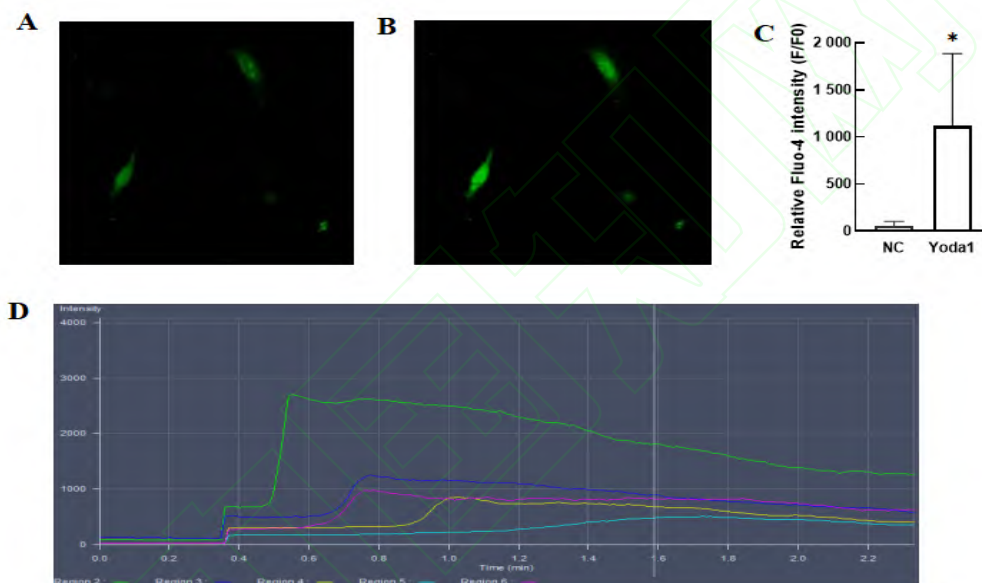 A
B
C
Relative Fluo-4 intensity (F/F0)
2 000
1 500
1 000
500
0
*
NC Yoda1
D
Intensity
4000
3000
2000
1000
0
0.0 0.2 0.4 0.6 0.8 1.0 1.2 1.4 1.6 1.8 2.0 2.2
Time (min)
Region 2 : Region 3 : Region 4 : Region 5 : Region 6 :